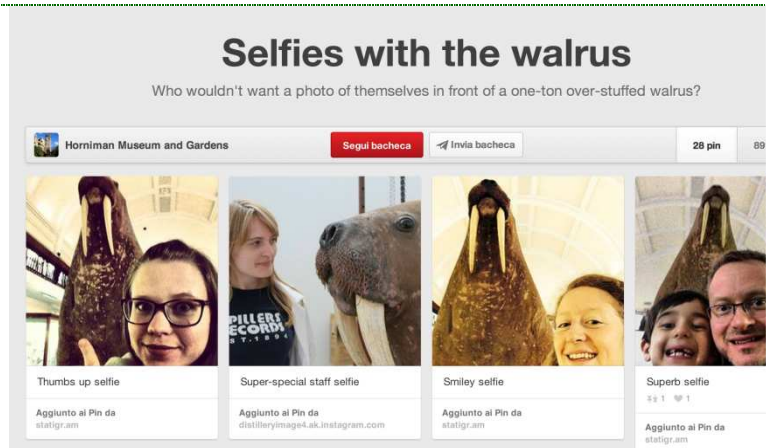 Selfies with the walrus
Who wouldn't want a photo of themselves in front of a one-ton over-stuffed walrus?
Horniman Museum and Gardens
Segui bacheca
Invia bacheca
28 pin
89
SPILLERS
RECORDS
EST. 1894
Thumbs up selfie
Aggiunto ai Pin da
statigr.am
Super-special staff selfie
Aggiunto ai Pin da
distilleryimage4.ak.instagram.com
Smiley selfie
Aggiunto ai Pin da
statigr.am
Superb selfie
1 1
Aggiunto ai Pin da
statigr.am